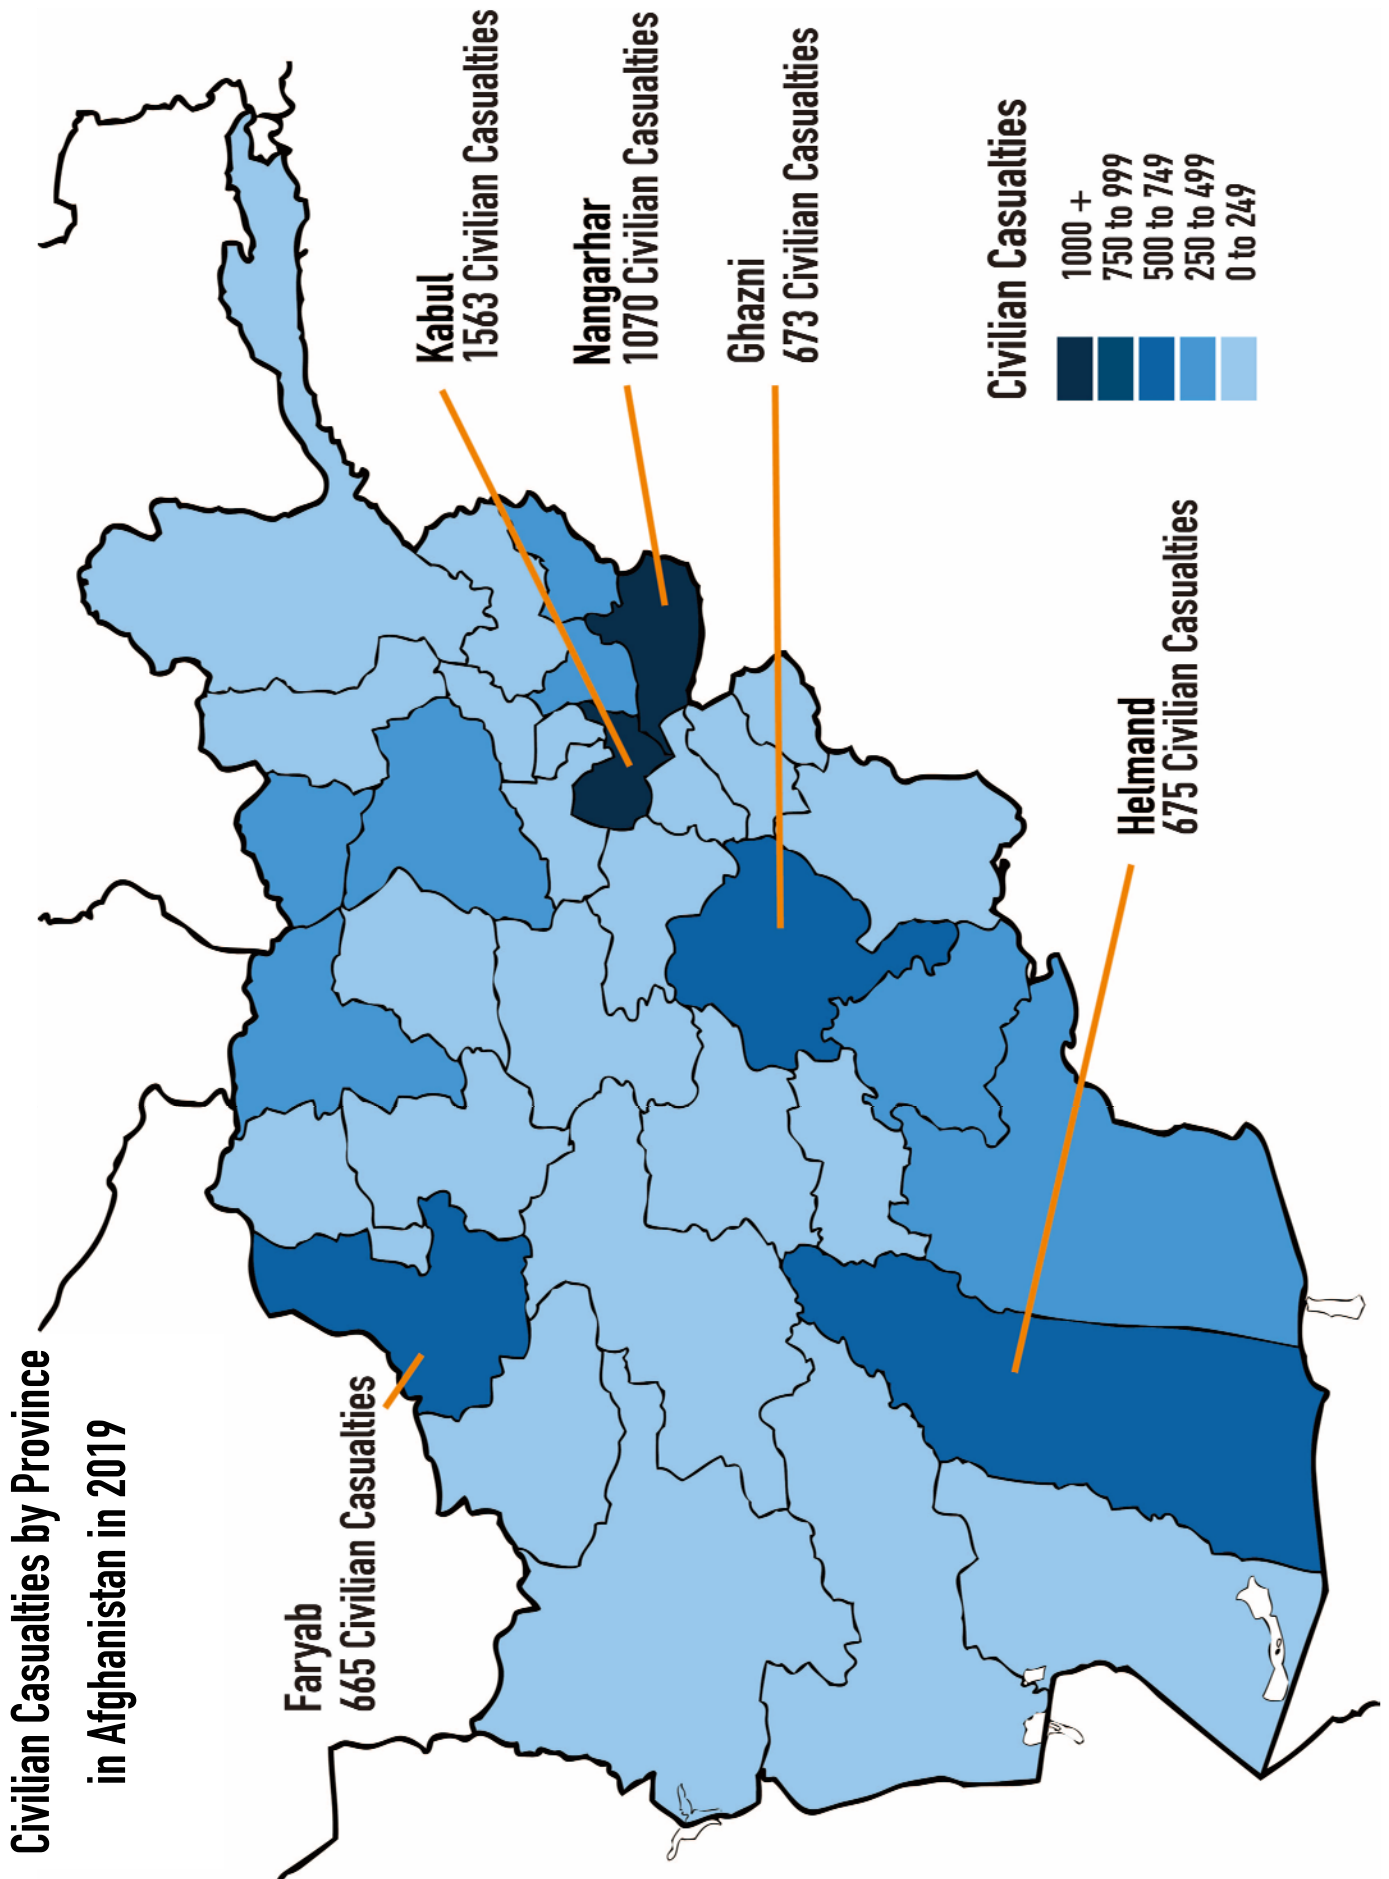 Civilian Casualties by Province
in Afghanistan in 2019
Faryab
665 Civilian Casualties
Kabul
1563 Civilian Casualties
Nangarhar
1070 Civilian Casualties
Ghazni
673 Civilian Casualties
Helmand
675 Civilian Casualties
Civilian Casualties
1000 +
750 to 999
500 to 749
250 to 499
0 to 249